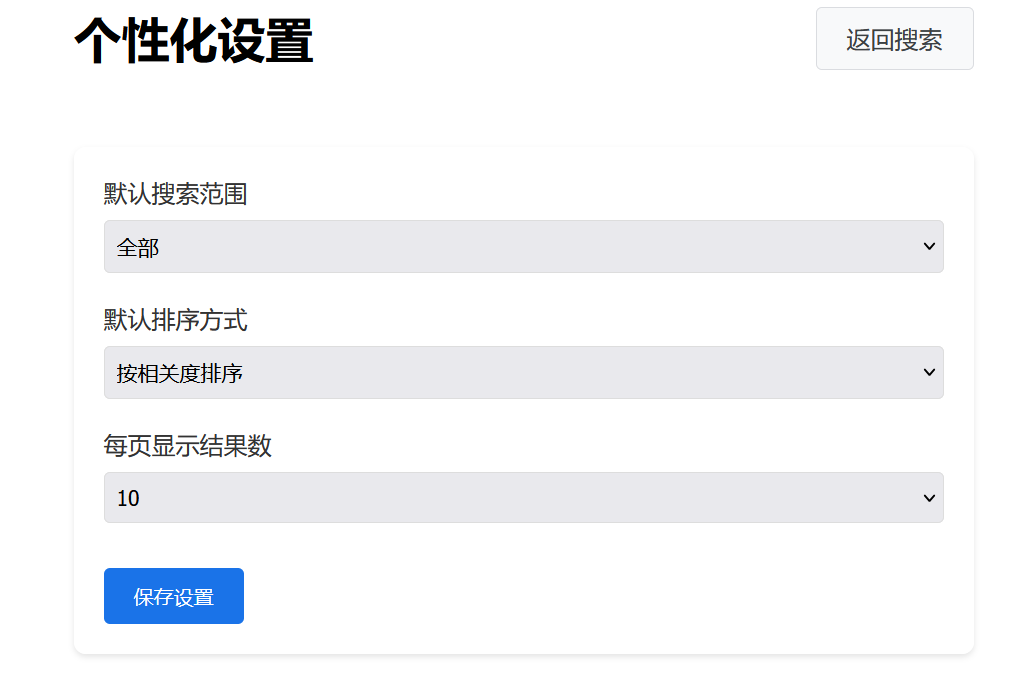 个性化设置
返回搜索
默认搜索范围
全部
默认排序方式
按相关度排序
每页显示结果数
10
保存设置